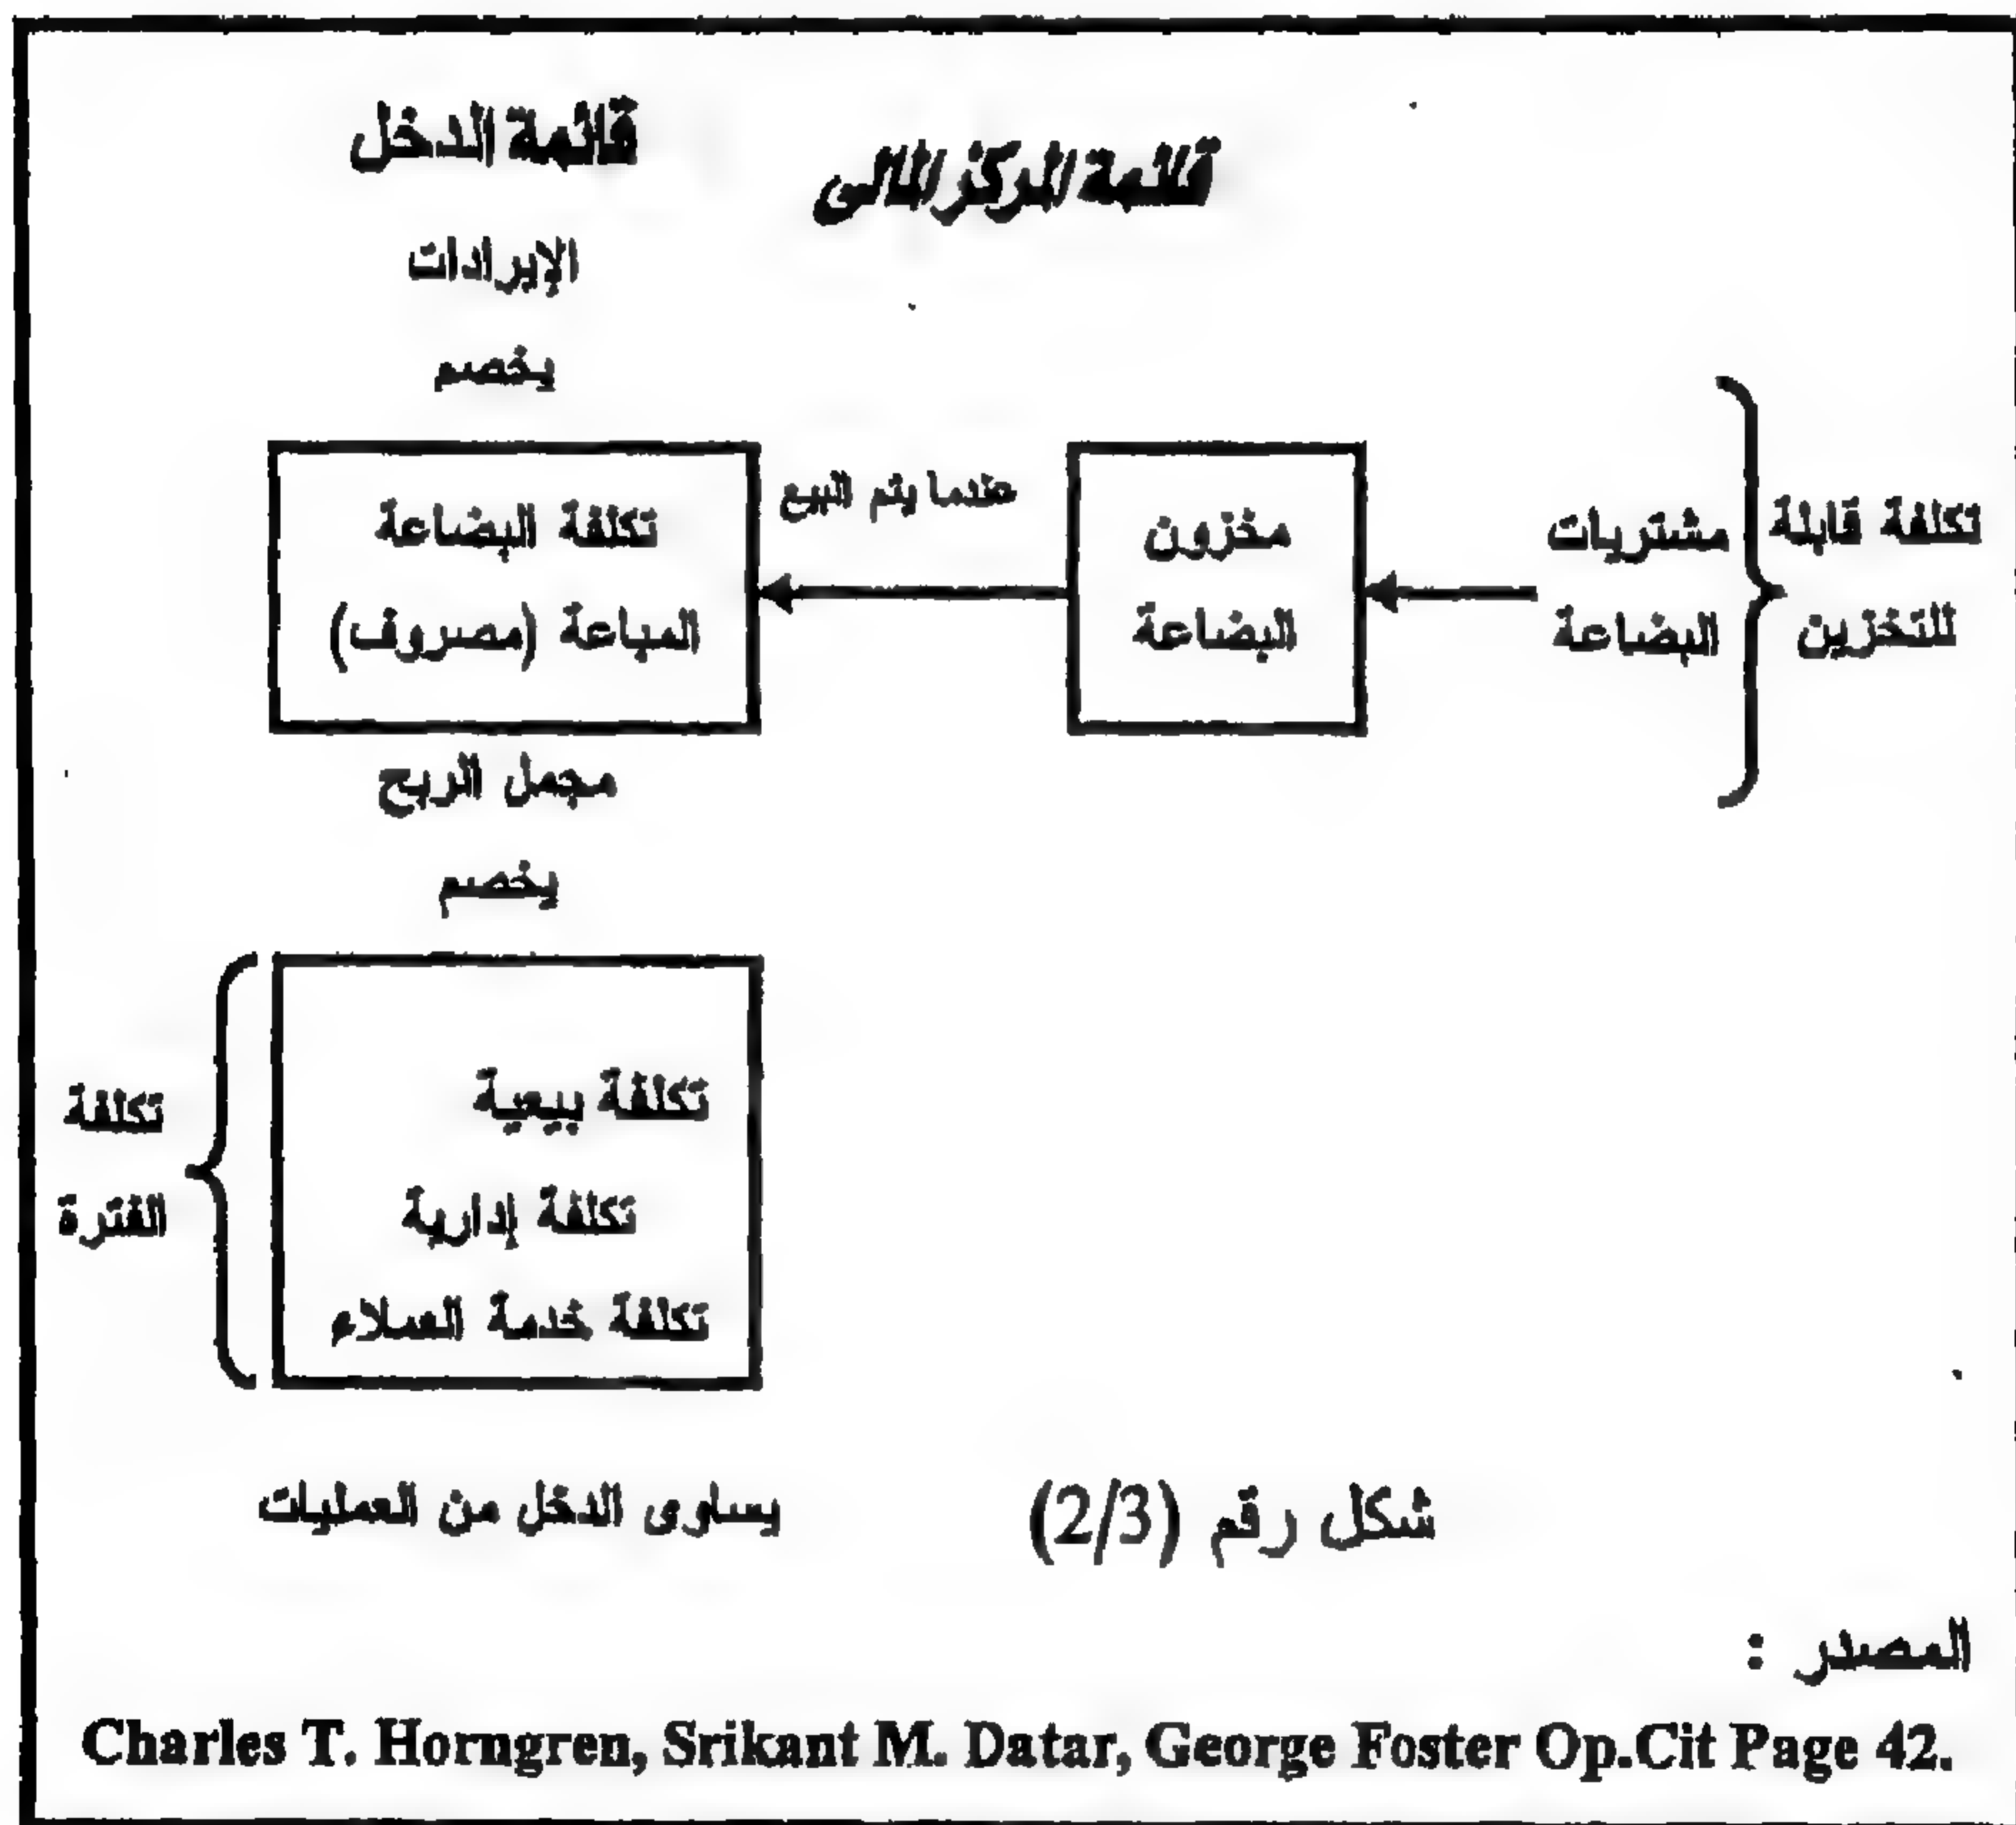 قائمة الدخل
قائمة المركز المالى
الإيرادات
يخصم
تكلفة قابلة
للتخزين
مشتريات
البضاعة
مخزون
البضاعة
عندما يتم البيع
تكلفة البضاعة
المباعة (مصروف)
مجمل الربح
يخصم
تكلفة بيعية
تكلفة إدارية
تكلفة خدمة العملاء
تكلفة
الفترة
يساوى الدخل من العمليات
شكل رقم (2/3)
المصدر :
Charles T. Horngren, Srikant M. Datar, George Foster Op.Cit Page 42.